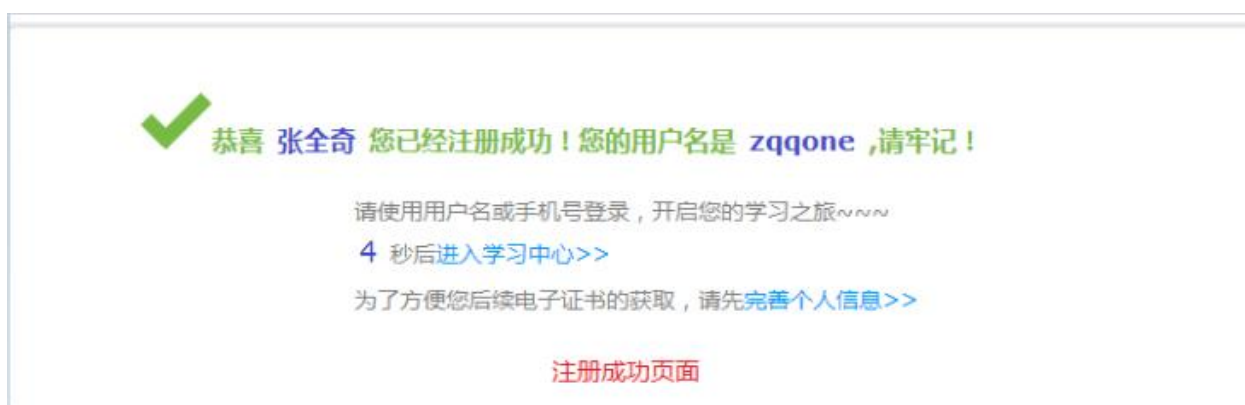 恭喜 张全奇 您已经注册成功！您的用户名是 zqqone ,请牢记！
请使用用户名或手机号登录，开启您的学习之旅~~~
4 秒后进入学习中心>>
为了方便您后续电子证书的获取，请先完善个人信息>>
注册成功页面